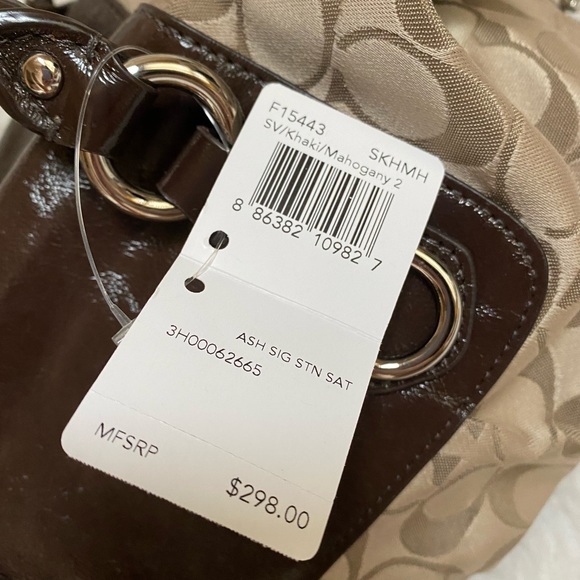 F15443 SKHMH
SV/Khaki/Mahogany 2
8 86382 10982 7
ASH SIG STN SAT
3H00062665
MFSRP
$298.00